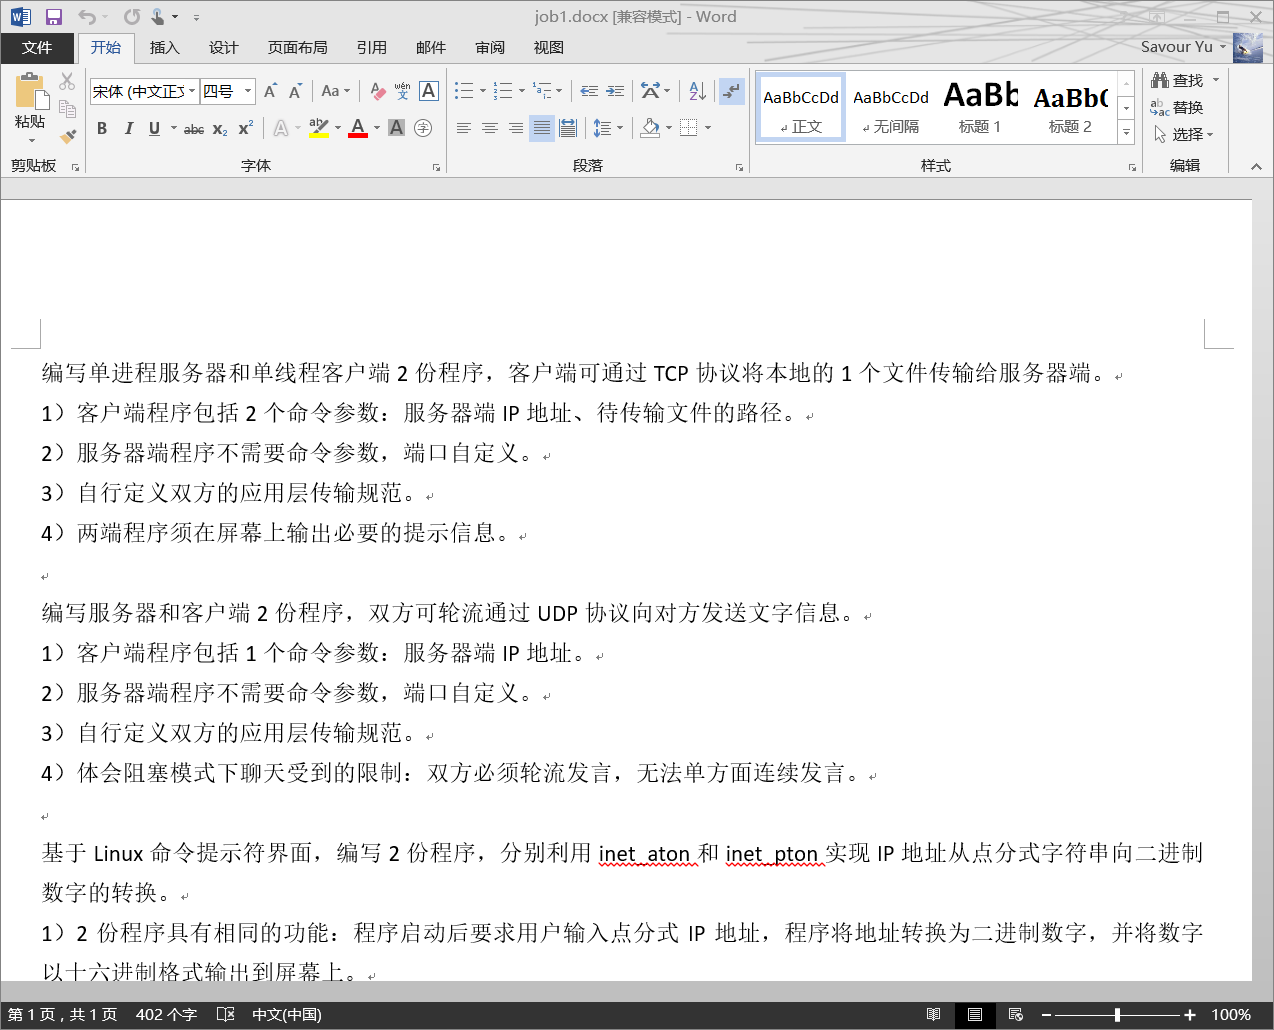 job1.docx [兼容模式] - Word
文件 开始 插入 设计 页面布局 引用 邮件 审阅 视图 Savour Yu
宋体 (中文正文 四号 A A Aa wén 文 A
粘贴 B I U abc x₂ x² A ab A A 字
剪贴板 字体 段落 样式 编辑
AaBbCcDd AaBbCcDd AaBb AaBbC
正文 无间隔 标题 1 标题 2
查找
替换
选择
编写单进程服务器和单线程客户端 2 份程序，客户端可通过 TCP 协议将本地的 1 个文件传输给服务器端。
1）客户端程序包括 2 个命令参数：服务器端 IP 地址、待传输文件的路径。
2）服务器端程序不需要命令参数，端口自定义。
3）自行定义双方的应用层传输规范。
4）两端程序须在屏幕上输出必要的提示信息。
编写服务器和客户端 2 份程序，双方可轮流通过 UDP 协议向对方发送文字信息。
1）客户端程序包括 1 个命令参数：服务器端 IP 地址。
2）服务器端程序不需要命令参数，端口自定义。
3）自行定义双方的应用层传输规范。
4）体会阻塞模式下聊天受到的限制：双方必须轮流发言，无法单方面连续发言。
基于 Linux 命令提示符界面，编写 2 份程序，分别利用 inet_aton 和 inet_pton 实现 IP 地址从点分式字符串向二进制
数字的转换。
1）2 份程序具有相同的功能：程序启动后要求用户输入点分式 IP 地址，程序将地址转换为二进制数字，并将数字
以十六进制格式输出到屏幕上。
第 1 页，共 1 页 402 个字 中文(中国) 100%